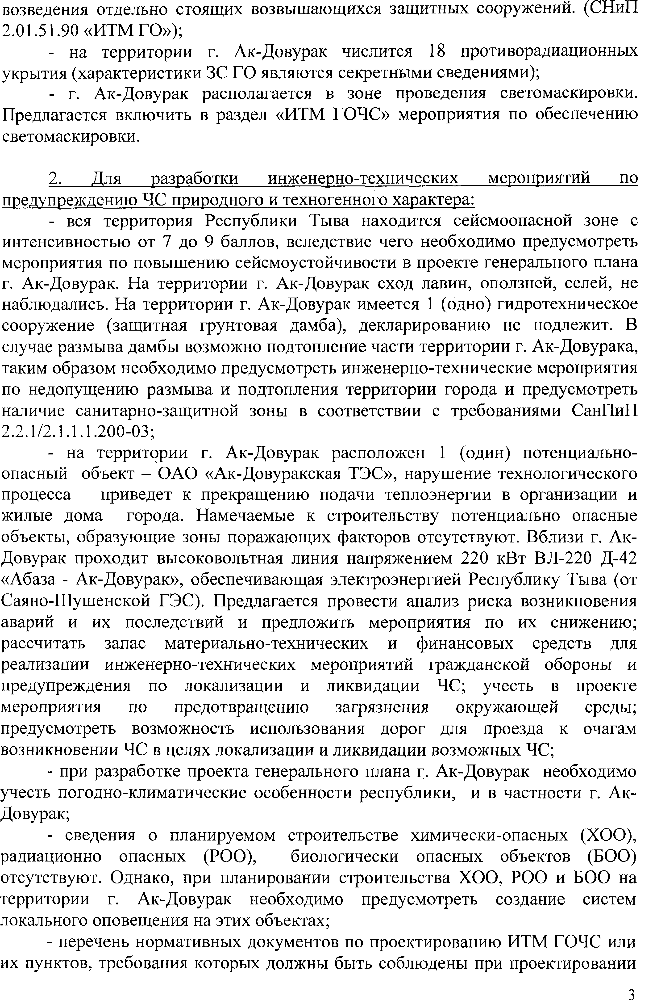 возведения отдельно стоящих возвышающихся защитных сооружений. (СНиП
2.01.51.90 «ИТМ ГО»);
- на территории г. Ак-Довурак числится 18 противорадиационных
укрытия (характеристики ЗС ГО являются секретными сведениями);
- г. Ак-Довурак располагается в зоне проведения светомаскировки.
Предлагается включить в раздел «ИТМ ГОЧС» мероприятия по обеспечению
светомаскировки.
2. Для разработки инженерно-технических мероприятий по
предупреждению ЧС природного и техногенного характера:
- вся территория Республики Тыва находится сейсмоопасной зоне с
интенсивностью от 7 до 9 баллов, вследствие чего необходимо предусмотреть
мероприятия по повышению сейсмоустойчивости в проекте генерального плана
г. Ак-Довурак. На территории г. Ак-Довурак сход лавин, оползней, селей, не
наблюдались. На территории г. Ак-Довурак имеется 1 (одно) гидротехническое
сооружение (защитная грунтовая дамба), декларированию не подлежит. В
случае размыва дамбы возможно подтопление части территории г. Ак-Довурака,
таким образом необходимо предусмотреть инженерно-технические мероприятия
по недопущению размыва и подтопления территории города и предусмотреть
наличие санитарно-защитной зоны в соответствии с требованиями СанПиН
2.2.1/2.1.1.1.200-03;
- на территории г. Ак-Довурак расположен 1 (один) потенциально-
опасный объект – ОАО «Ак-Довуракская ТЭС», нарушение технологического
процесса приведет к прекращению подачи теплоэнергии в организации и
жилые дома города. Намечаемые к строительству потенциально опасные
объекты, образующие зоны поражающих факторов отсутствуют. Вблизи г. Ак-
Довурак проходит высоковольтная линия напряжением 220 кВт ВЛ-220 Д-42
«Абаза - Ак-Довурак», обеспечивающая электроэнергией Республику Тыва (от
Саяно-Шушенской ГЭС). Предлагается провести анализ риска возникновения
аварий и их последствий и предложить мероприятия по их снижению;
рассчитать запас материально-технических и финансовых средств для
реализации инженерно-технических мероприятий гражданской обороны и
предупреждения по локализации и ликвидации ЧС; учесть в проекте
мероприятия по предотвращению загрязнения окружающей среды;
предусмотреть возможность использования дорог для проезда к очагам
возникновении ЧС в целях локализации и ликвидации возможных ЧС;
- при разработке проекта генерального плана г. Ак-Довурак необходимо
учесть погодно-климатические особенности республики, и в частности г. Ак-
Довурак;
- сведения о планируемом строительстве химически-опасных (ХОО),
радиационно опасных (РОО), биологически опасных объектов (БОО)
отсутствуют. Однако, при планировании строительства ХОО, РОО и БОО на
территории г. Ак-Довурак необходимо предусмотреть создание систем
локального оповещения на этих объектах;
- перечень нормативных документов по проектированию ИТМ ГОЧС или
их пунктов, требования которых должны быть соблюдены при проектировании
3